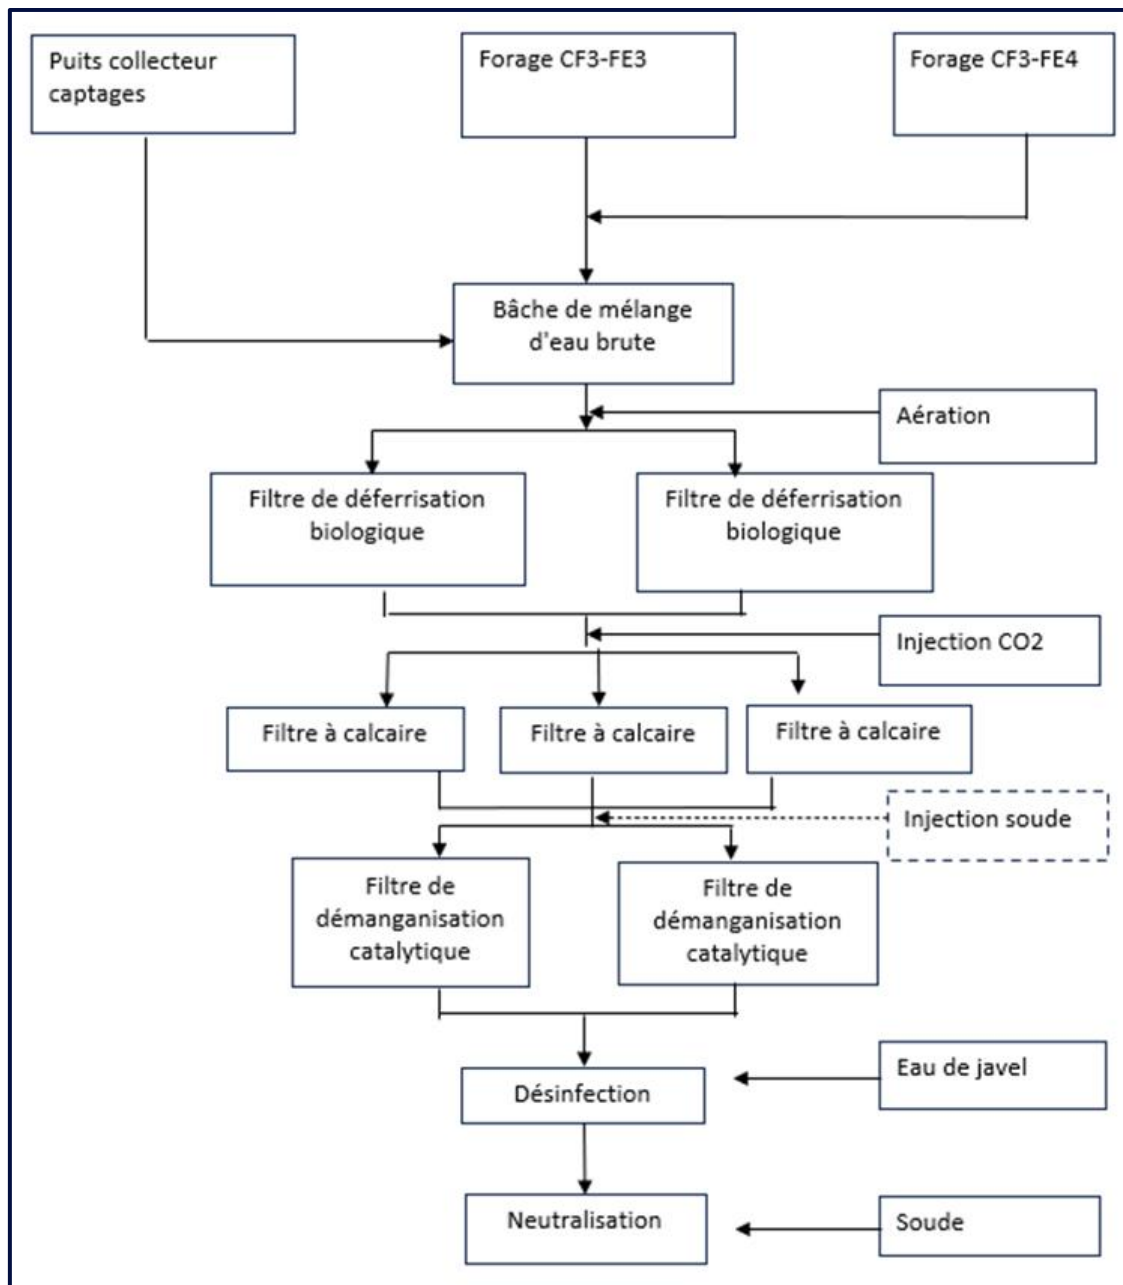 Puits collecteur
captages
Forage CF3-FE3
Forage CF3-FE4
Bâche de mélange
d'eau brute
Aération
Filtre de déferrisation
biologique
Filtre de déferrisation
biologique
Injection CO2
Filtre à calcaire
Filtre à calcaire
Filtre à calcaire
Injection soude
Filtre de
démanganisation
catalytique
Filtre de
démanganisation
catalytique
Eau de javel
Désinfection
Neutralisation
Soude